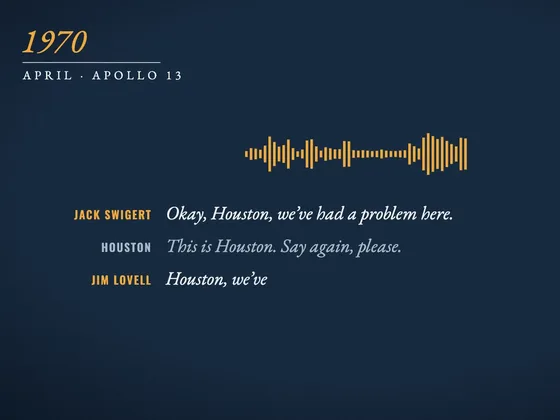 1970
APRIL · APOLLO 13
JACK SWIGERT Okay, Houston, we’ve had a problem here.
HOUSTON This is Houston. Say again, please.
JIM LOVELL Houston, we’ve